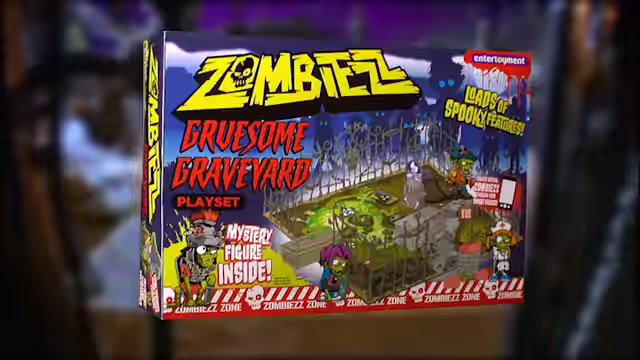 ZOMBIEZZ
entertoyment
LOADS OF
SPOOKY FEATURES!
GRUESOME
GRAVEYARD
PLAYSET
ZOMBIEZZ
MYSTERY
FIGURE
INSIDE!
ZOMBIEZZ ZONE
ZOMBIEZZ ZONE
ZOMBIEZZ ZONE
ZOMBIEZZ ZONE
ZOMBIEZZ